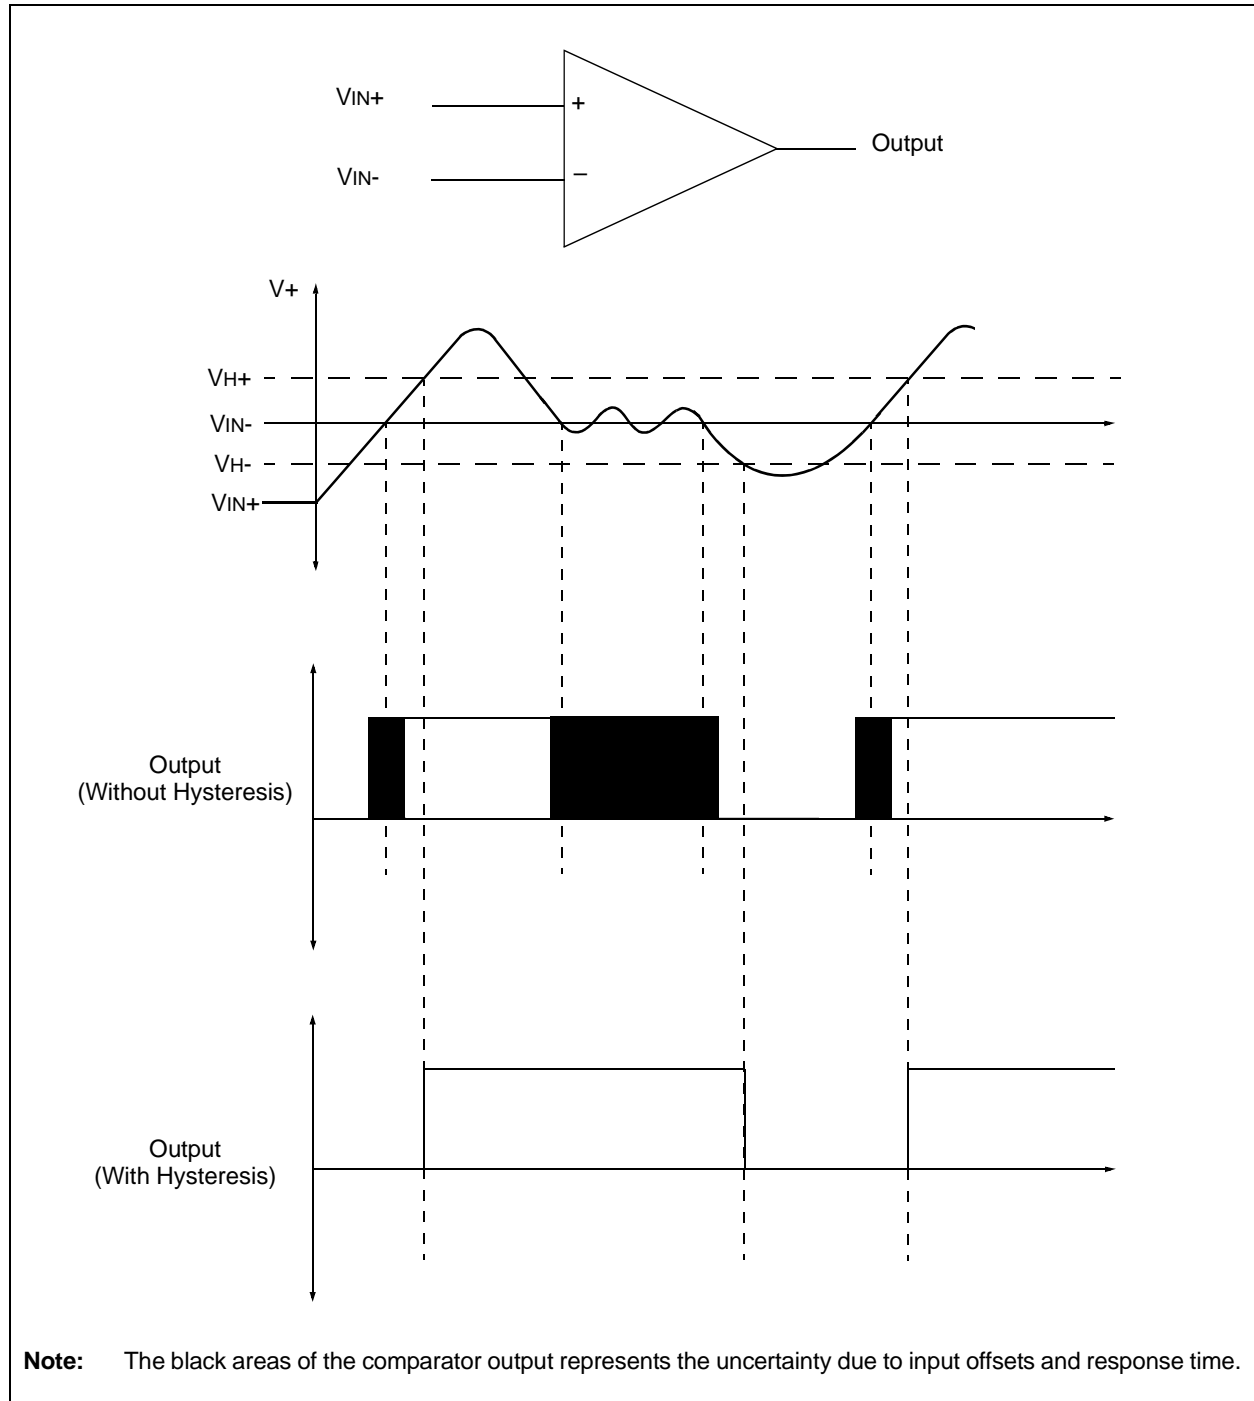 VIN+
+
Output
VIN-
–
V+
VH+
VIN-
VH-
VIN+
Output
(Without Hysteresis)
Output
(With Hysteresis)
Note: The black areas of the comparator output represents the uncertainty due to input offsets and response time.